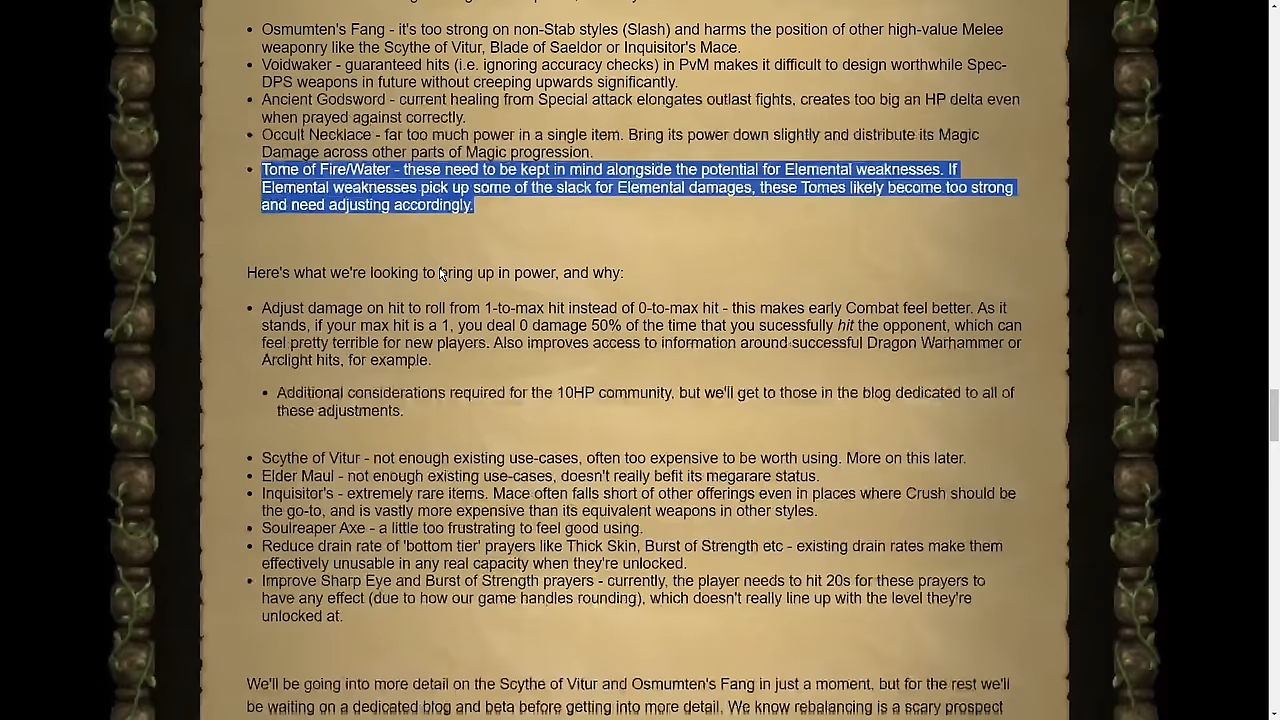 Osmumten's Fang - it's too strong on non-Stab styles (Slash) and harms the position of other high-value Melee
weaponry like the Scythe of Vitur, Blade of Saeldor or Inquisitor's Mace.
Voidwaker - guaranteed hits (i.e. ignoring accuracy checks) in PvM makes it difficult to design worthwhile Spec-
DPS weapons in future without creeping upwards significantly.
Ancient Godsword - current healing from Special attack elongates outlast fights, creates too big an HP delta even
when prayed against correctly.
Occult Necklace - far too much power in a single item. Bring its power down slightly and distribute its Magic
Damage across other parts of Magic progression.
Tome of Fire/Water - these need to be kept in mind alongside the potential for Elemental weaknesses. If
Elemental weaknesses pick up some of the slack for Elemental damages, these Tomes likely become too strong
and need adjusting accordingly.
Here's what we're looking to bring up in power, and why:
Adjust damage on hit to roll from 1-to-max hit instead of 0-to-max hit - this makes early Combat feel better. As it
stands, if your max hit is a 1, you deal 0 damage 50% of the time that you sucessfully hit the opponent, which can
feel pretty terrible for new players. Also improves access to information around successful Dragon Warhammer or
Arclight hits, for example.
Additional considerations required for the 10HP community, but we'll get to those in the blog dedicated to all of
these adjustments.
Scythe of Vitur - not enough existing use-cases, often too expensive to be worth using. More on this later.
Elder Maul - not enough existing use-cases, doesn't really befit its megarare status.
Inquisitor's - extremely rare items. Mace often falls short of other offerings even in places where Crush should be
the go-to, and is vastly more expensive than its equivalent weapons in other styles.
Soulreaper Axe - a little too frustrating to feel good using.
Reduce drain rate of 'bottom tier' prayers like Thick Skin, Burst of Strength etc - existing drain rates make them
effectively unusable in any real capacity when they're unlocked.
Improve Sharp Eye and Burst of Strength prayers - currently, the player needs to hit 20s for these prayers to
have any effect (due to how our game handles rounding), which doesn't really line up with the level they're
unlocked at.
We'll be going into more detail on the Scythe of Vitur and Osmumten's Fang in just a moment, but for the rest we'll
be waiting on a dedicated blog and beta before getting into more detail. We know rebalancing is a scary prospect